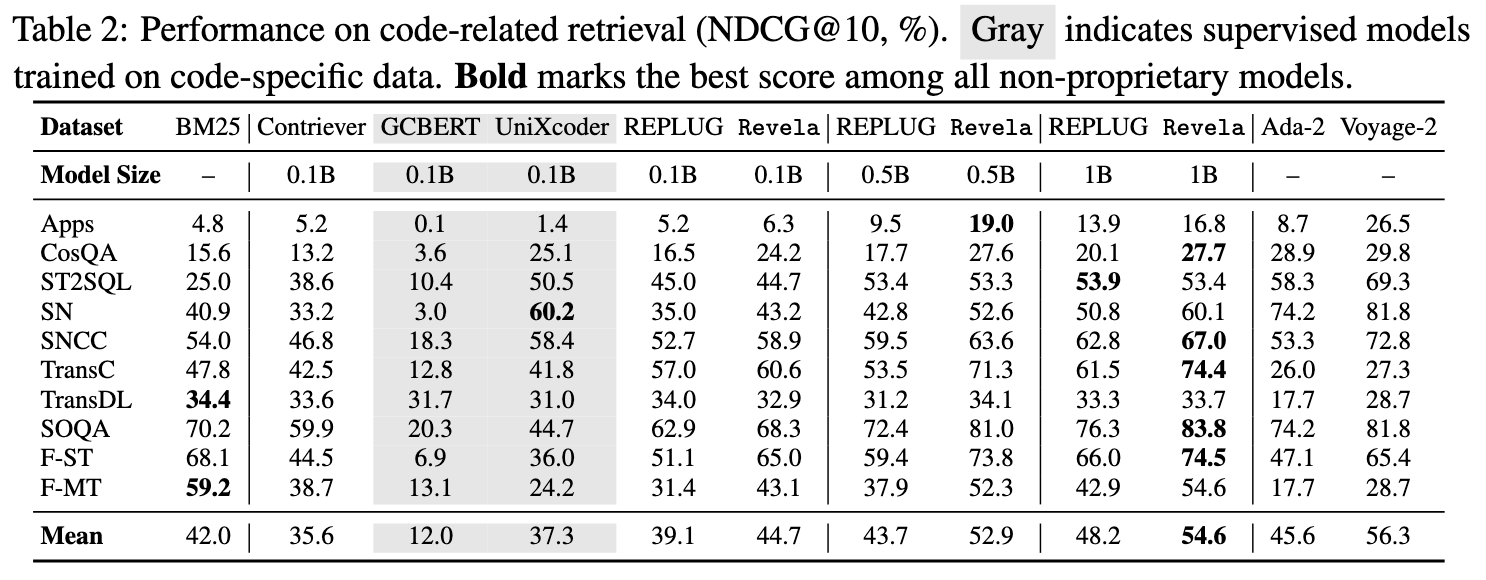 Table 2: Performance on code-related retrieval (NDCG@10, %). Gray indicates supervised models
trained on code-specific data. Bold marks the best score among all non-proprietary models.
Dataset BM25 Contriever GCBERT UniXcoder REPLUG Revela REPLUG Revela REPLUG Revela Ada-2 Voyage-2
Model Size – 0.1B 0.1B 0.1B 0.1B 0.1B 0.5B 0.5B 1B 1B – –
Apps 4.8 5.2 0.1 1.4 5.2 6.3 9.5 19.0 13.9 16.8 8.7 26.5
CosQA 15.6 13.2 3.6 25.1 16.5 24.2 17.7 27.6 20.1 27.7 28.9 29.8
ST2SQL 25.0 38.6 10.4 50.5 45.0 44.7 53.4 53.3 53.9 53.4 58.3 69.3
SN 40.9 33.2 3.0 60.2 35.0 43.2 42.8 52.6 50.8 60.1 74.2 81.8
SNCC 54.0 46.8 18.3 58.4 52.7 58.9 59.5 63.6 62.8 67.0 53.3 72.8
TransC 47.8 42.5 12.8 41.8 57.0 60.6 53.5 71.3 61.5 74.4 26.0 27.3
TransDL 34.4 33.6 31.7 31.0 34.0 32.9 31.2 34.1 33.3 33.7 17.7 28.7
SOQA 70.2 59.9 20.3 44.7 62.9 68.3 72.4 81.0 76.3 83.8 74.2 81.8
F-ST 68.1 44.5 6.9 36.0 51.1 65.0 59.4 73.8 66.0 74.5 47.1 65.4
F-MT 59.2 38.7 13.1 24.2 31.4 43.1 37.9 52.3 42.9 54.6 17.7 28.7
Mean 42.0 35.6 12.0 37.3 39.1 44.7 43.7 52.9 48.2 54.6 45.6 56.3